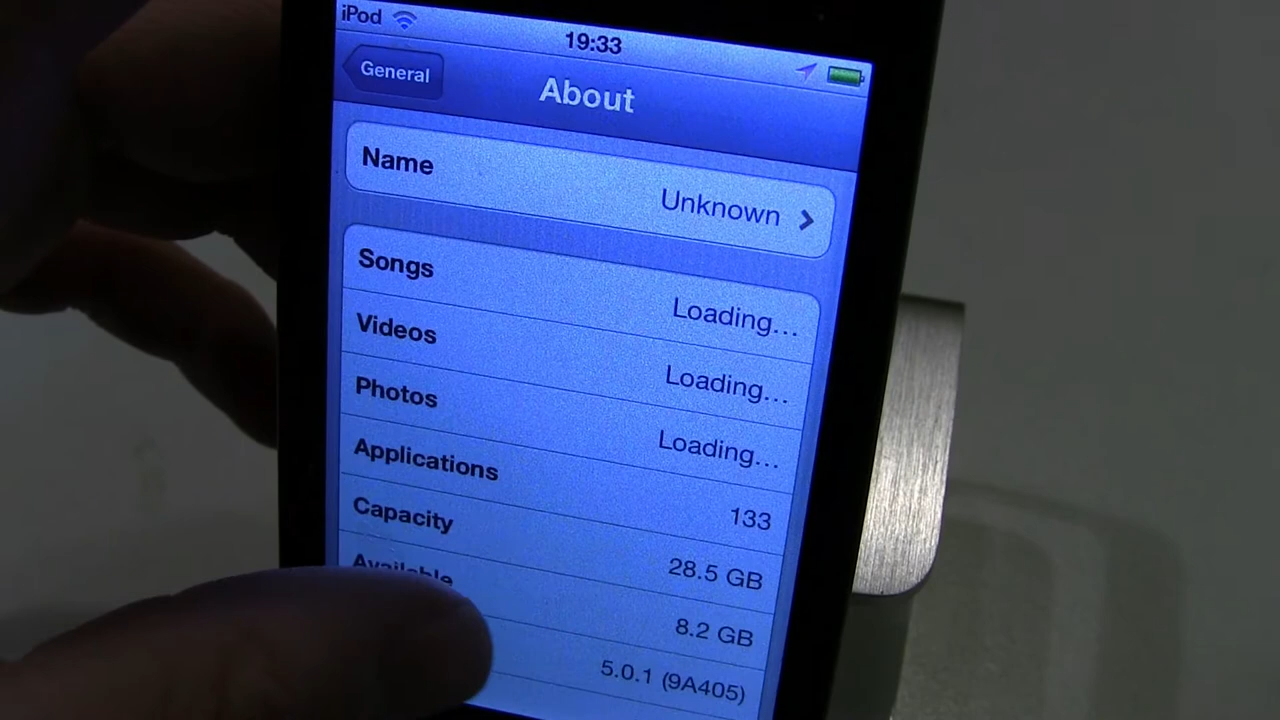 iPod
19:33
General
About
Name
Unknown
Songs
Loading...
Videos
Loading...
Photos
Loading...
Applications
133
Capacity
28.5 GB
Available
8.2 GB
5.0.1 (9A405)